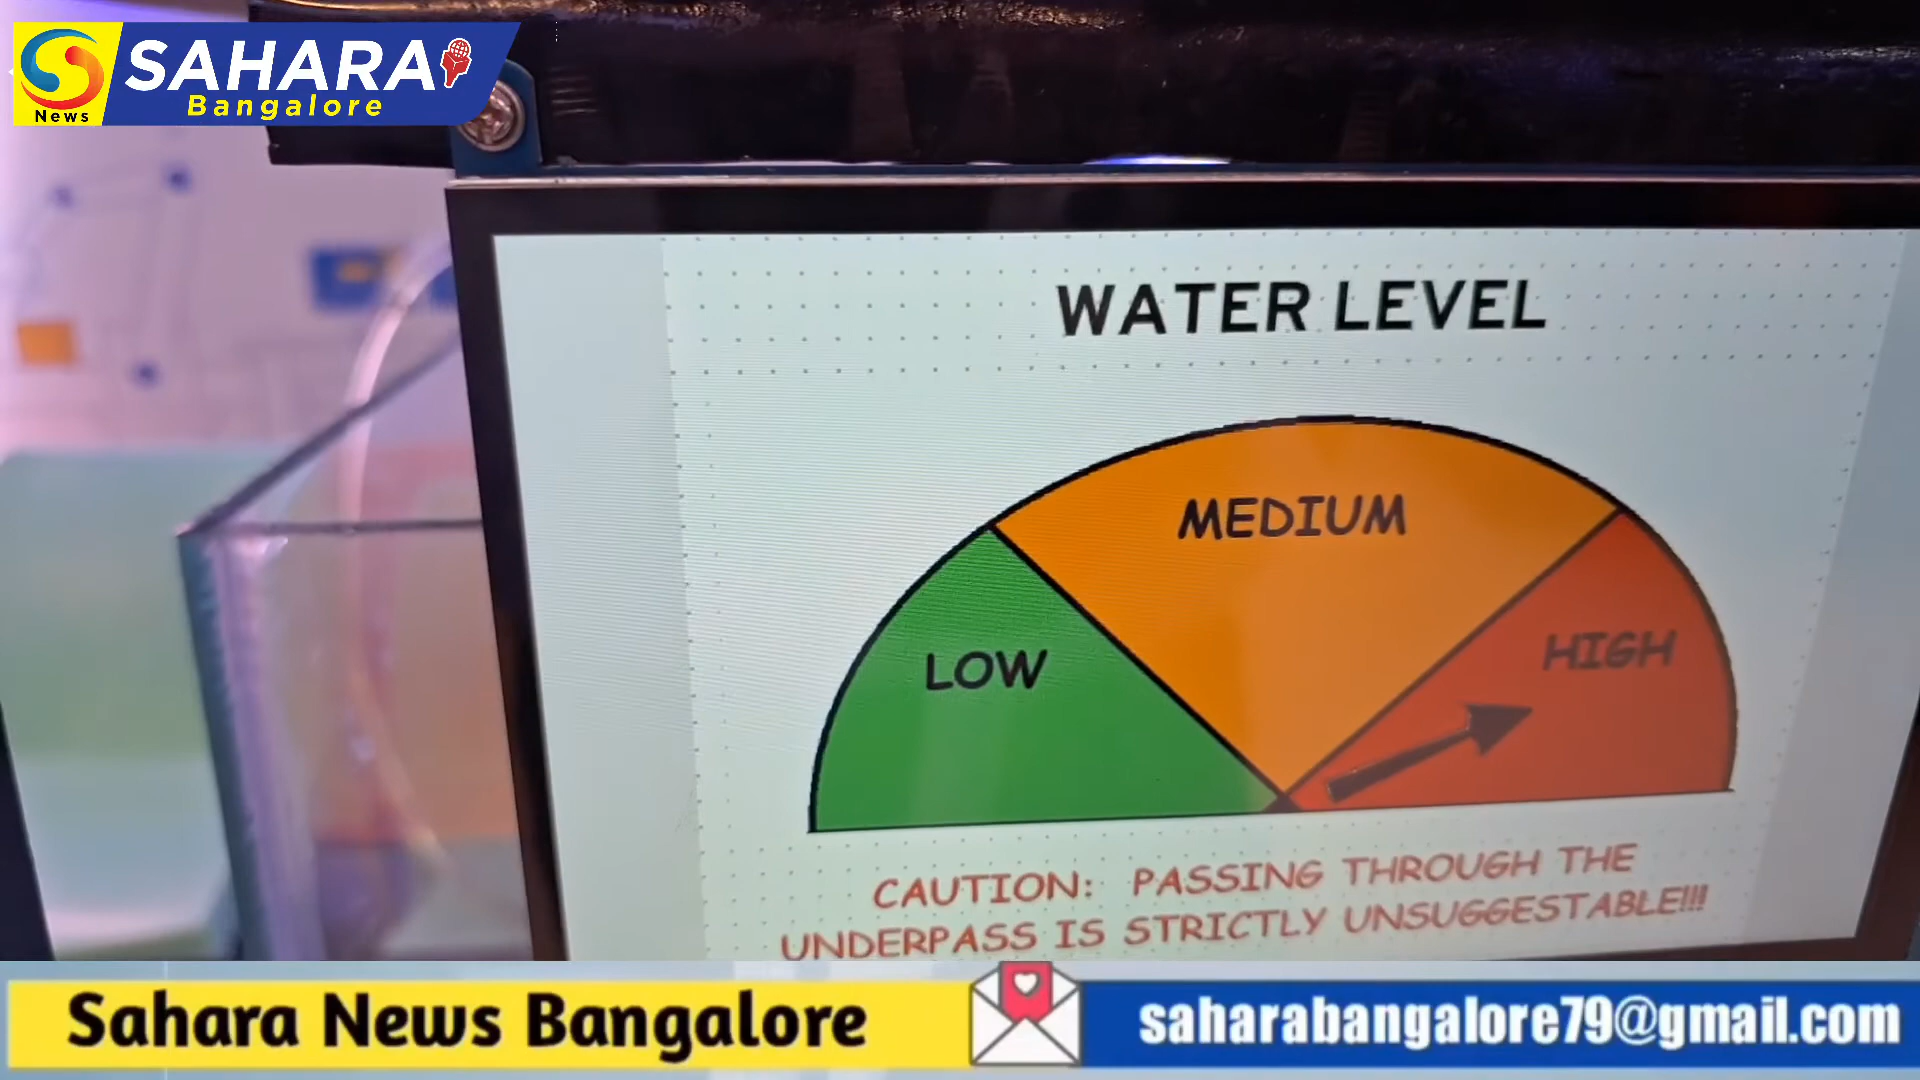 SAHARA
Bangalore
News
WATER LEVEL
MEDIUM
LOW
HIGH
CAUTION: PASSING THROUGH THE
UNDERPASS IS STRICTLY UNSUGGESTABLE!!!
Sahara News Bangalore
saharabangalore79@gmail.com